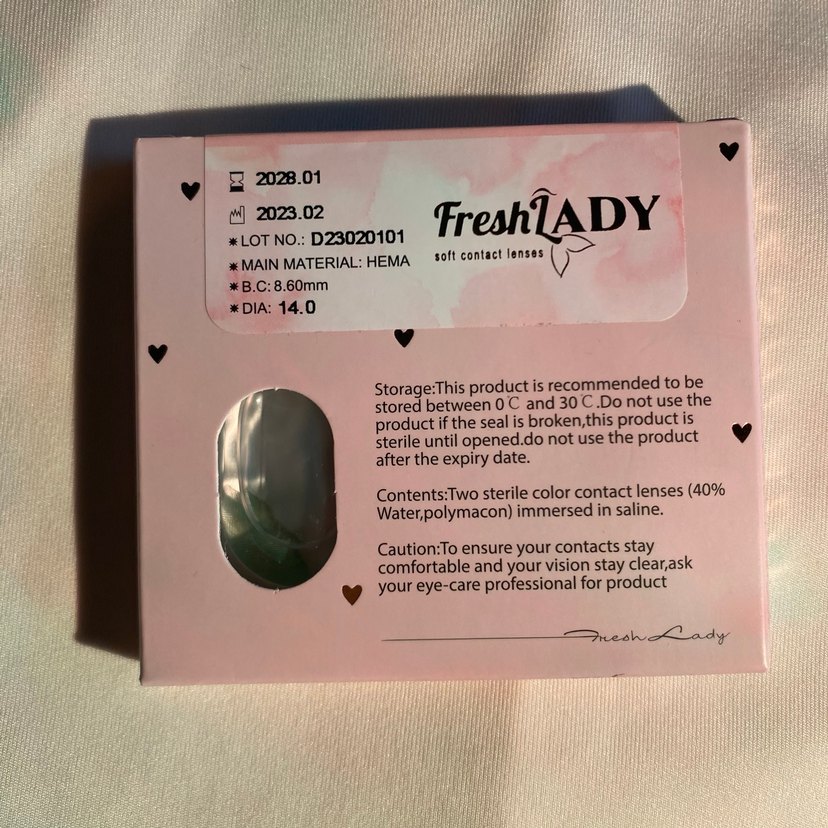 2028.01
2023.02
✷LOT NO.: D23020101
✷MAIN MATERIAL: HEMA
✷B.C: 8.60mm
✷DIA: 14.0
FreshLADY
soft contact lenses
Storage:This product is recommended to be
stored between 0℃ and 30℃.Do not use the
product if the seal is broken,this product is
sterile until opened.do not use the product
after the expiry date.
Contents:Two sterile color contact lenses (40%
Water,polymacon) immersed in saline.
Caution:To ensure your contacts stay
comfortable and your vision stay clear,ask
your eye-care professional for product
Fresh Lady